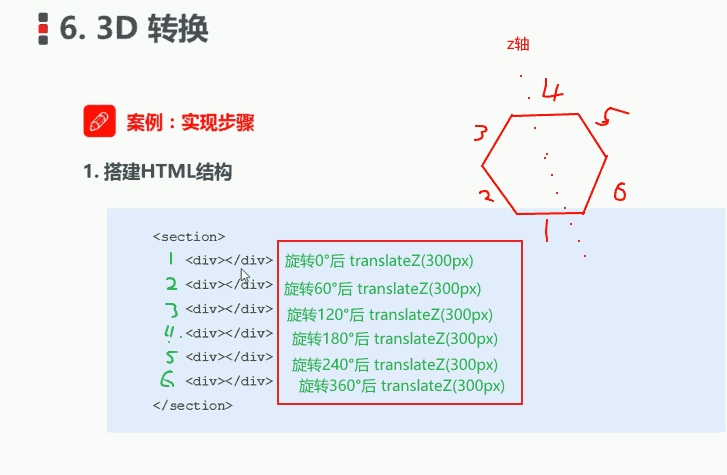 6. 3D 转换
z轴
案例：实现步骤
4
3
5
1. 搭建HTML结构
2
6
1
<section>
1 <div></div> 旋转0°后 translateZ(300px)
2 <div></div> 旋转60°后 translateZ(300px)
3 <div></div> 旋转120°后 translateZ(300px)
4 <div></div> 旋转180°后 translateZ(300px)
5 <div></div> 旋转240°后 translateZ(300px)
6 <div></div> 旋转360°后 translateZ(300px)
</section>